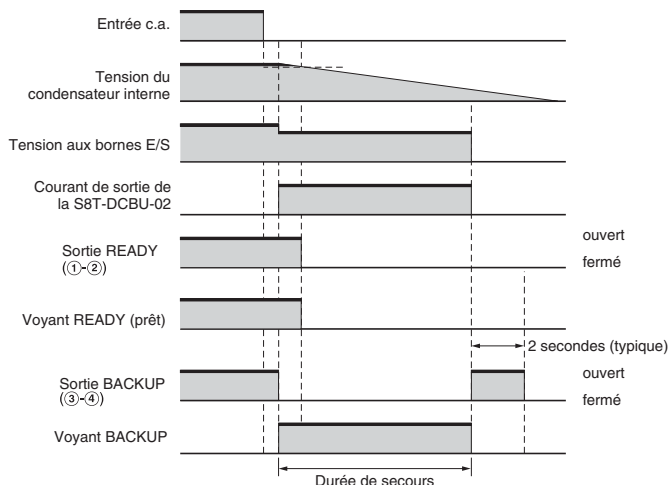 Entrée c.a.
Tension du
condensateur interne
Tension aux bornes E/S
Courant de sortie de
la S8T-DCBU-02
Sortie READY
(①-②)
ouvert
fermé
Voyant READY (prêt)
2 secondes (typique)
Sortie BACKUP
(③-④)
ouvert
fermé
Voyant BACKUP
Durée de secours